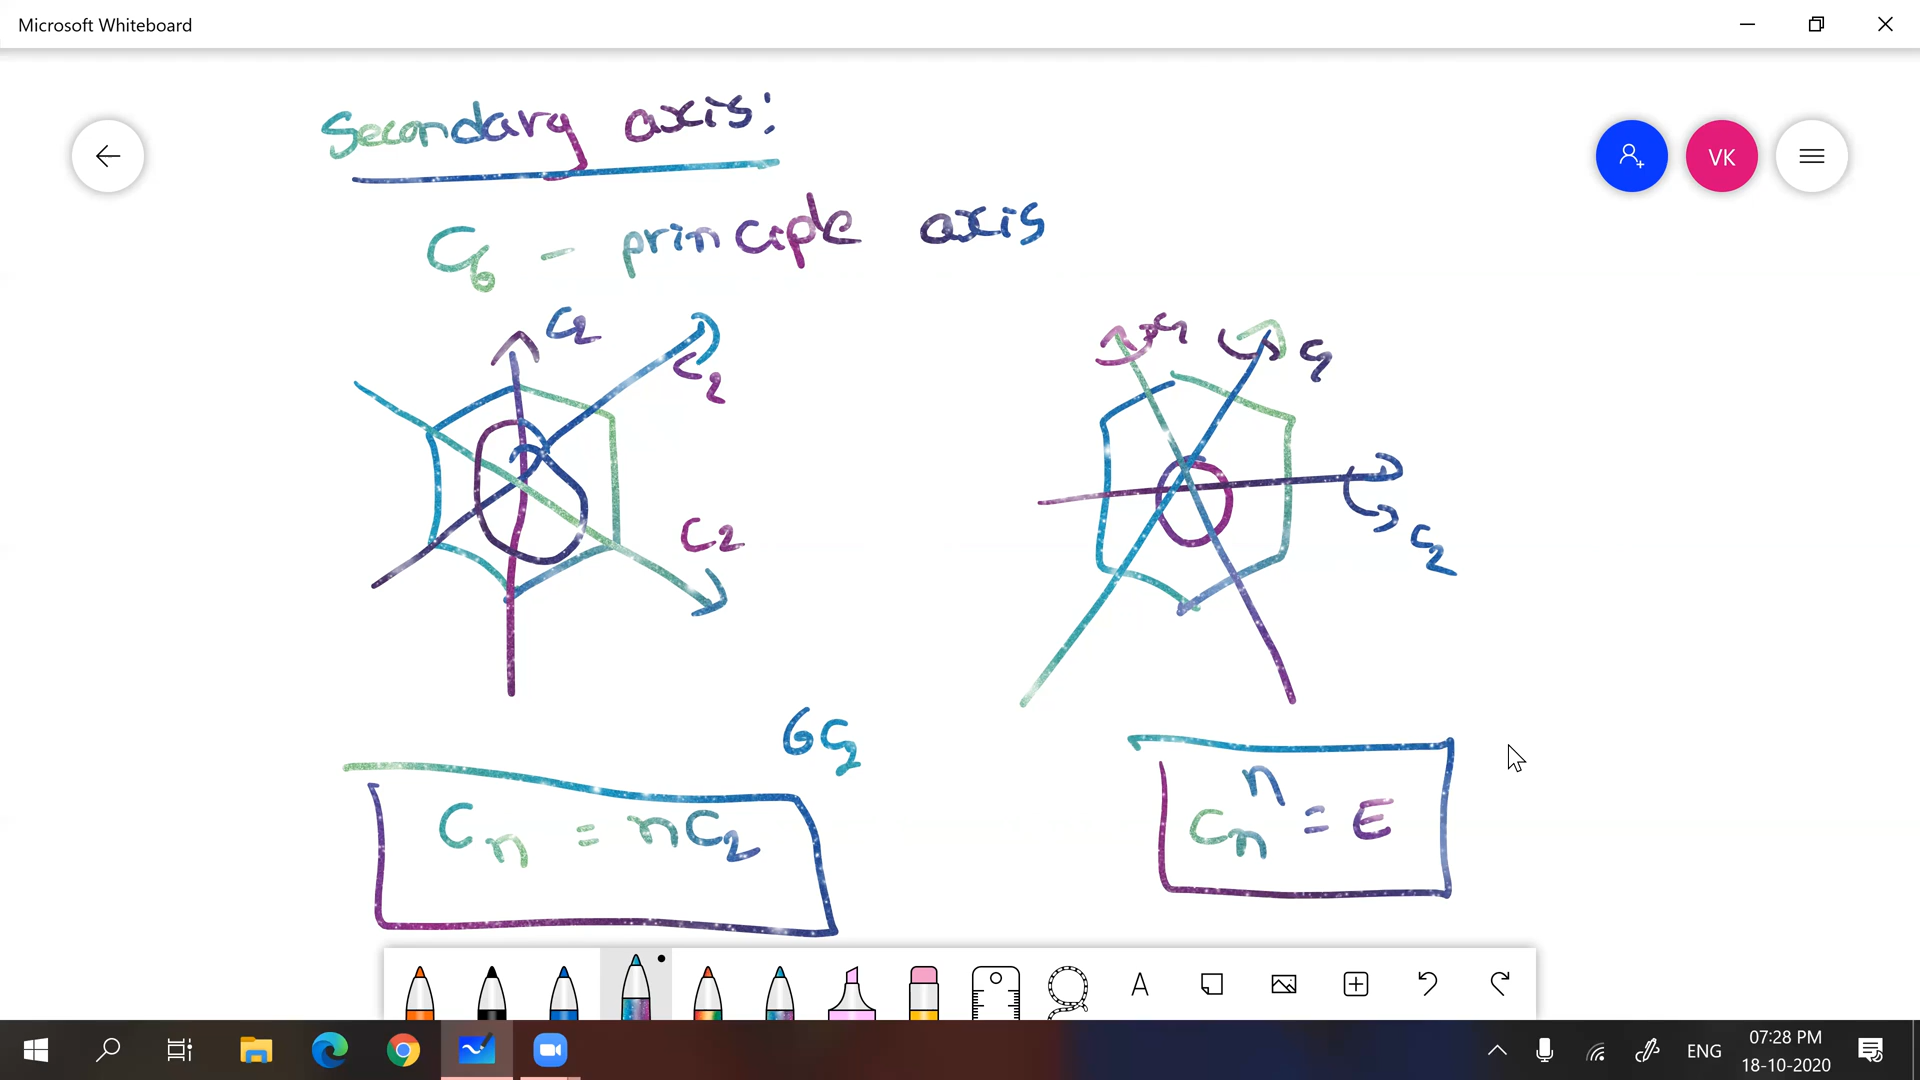 Microsoft Whiteboard
Secondary axis:
C6 - principle axis
VK
C2
C2
C2
C2
C2
C2
6C2
Cn = nC2
Cn^n = E
A
ENG
07:28 PM
18-10-2020